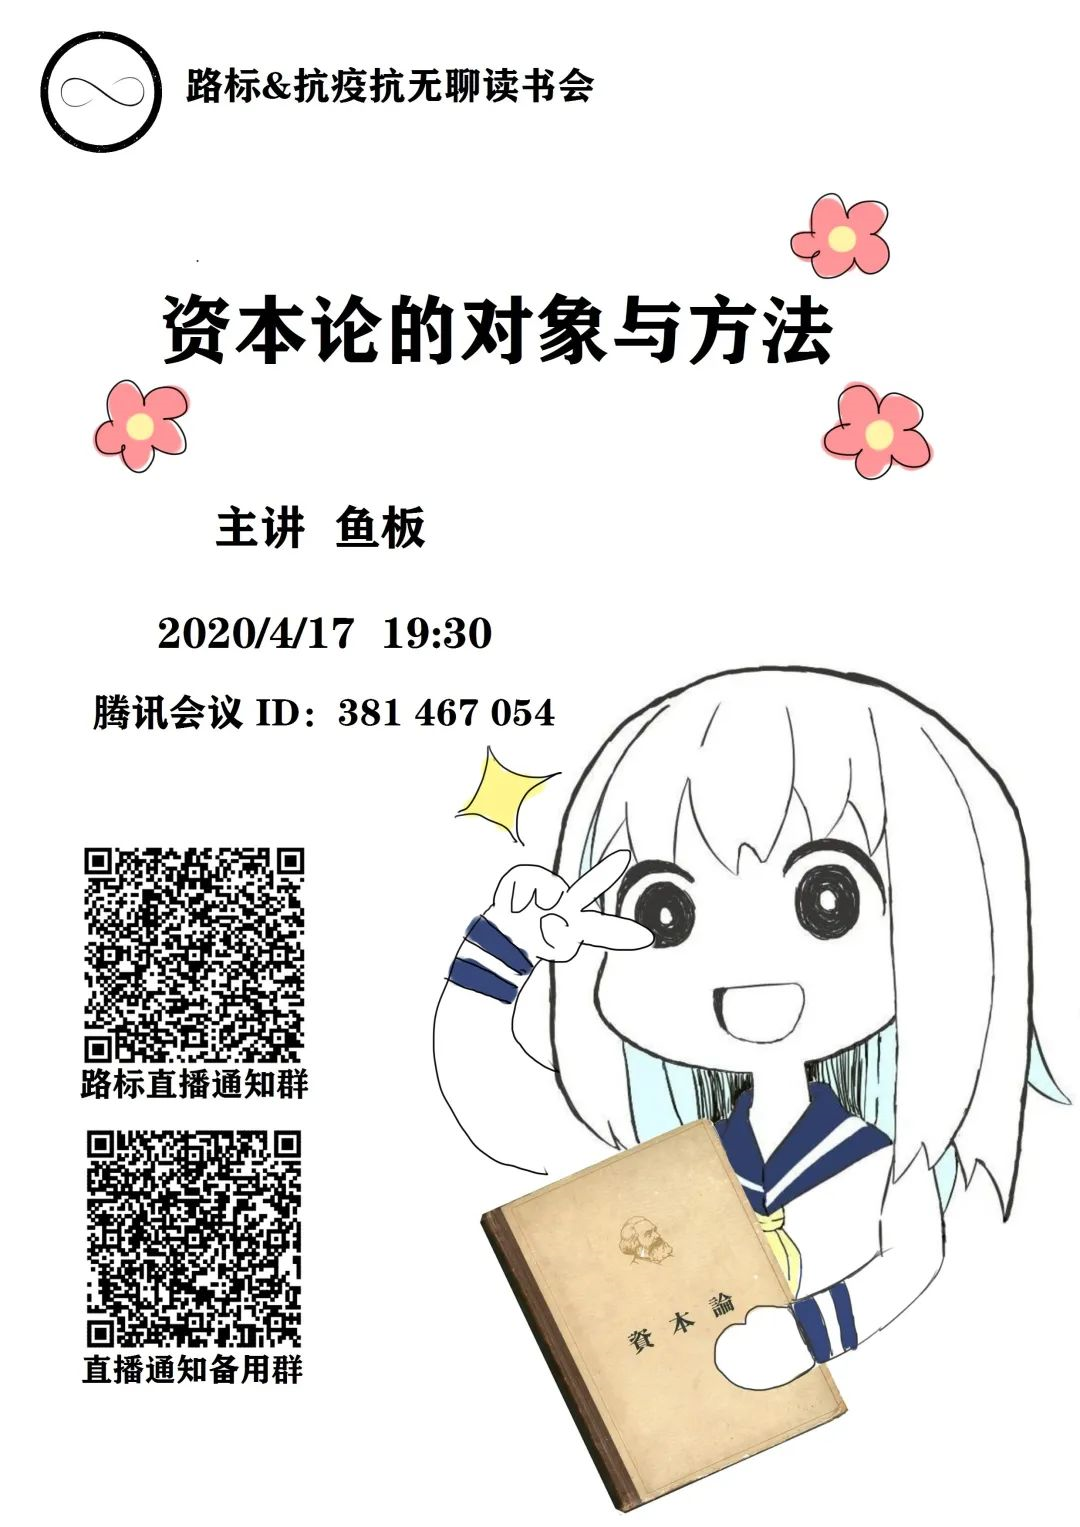 路标&抗疫抗无聊读书会
资本论的对象与方法
主讲 鱼板
2020/4/17 19:30
腾讯会议 ID：381 467 054
路标直播通知群
直播通知备用群
資本論